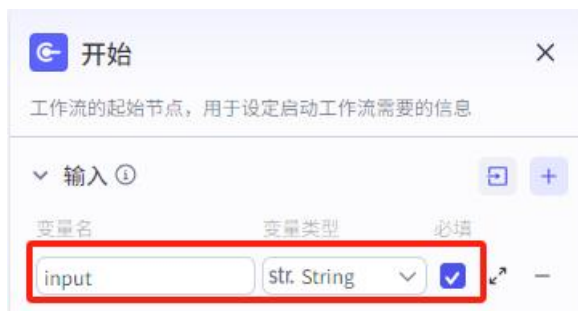 开始
工作流的起始节点，用于设定启动工作流需要的信息
输入
变量名 变量类型 必填
input str. String